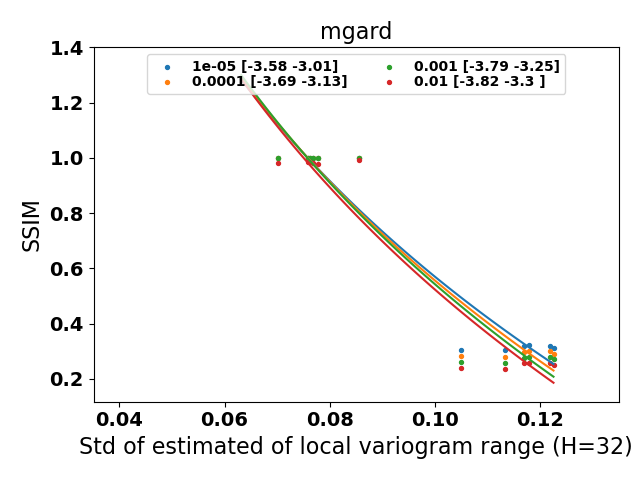 mgard
1e-05 [-3.58 -3.01]
0.0001 [-3.69 -3.13]
0.001 [-3.79 -3.25]
0.01 [-3.82 -3.3 ]
SSIM
1.4
1.2
1.0
0.8
0.6
0.4
0.2
0.04 0.06 0.08 0.10 0.12
Std of estimated of local variogram range (H=32)